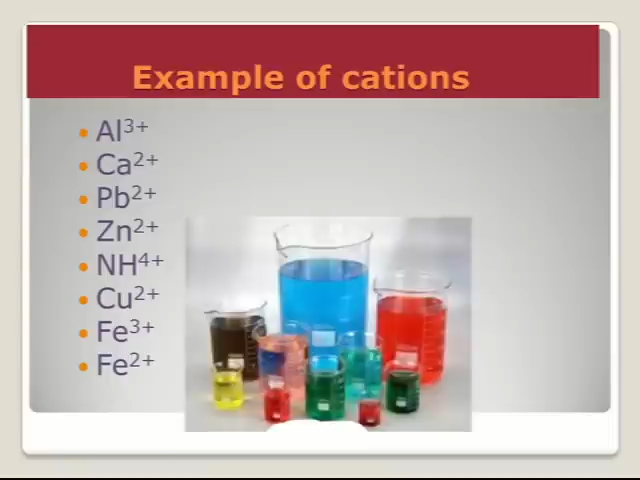 Example of cations
• Al³⁺
• Ca²⁺
• Pb²⁺
• Zn²⁺
• NH⁴⁺
• Cu²⁺
• Fe³⁺
• Fe²⁺